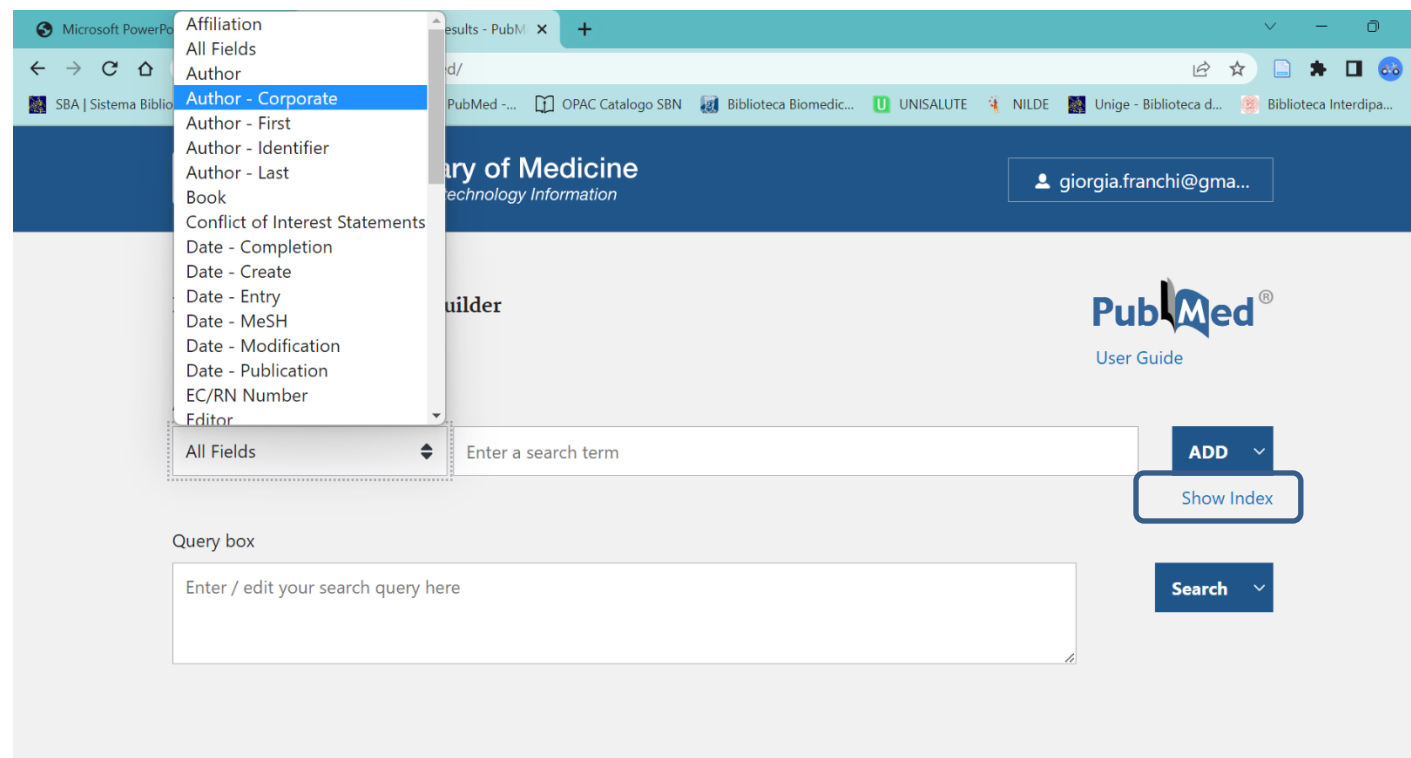 Microsoft PowerPo
esults - PubM
d/
SBA | Sistema Biblio
PubMed -...
OPAC Catalogo SBN
Biblioteca Biomedic...
UNISALUTE
NILDE
Unige - Biblioteca d...
Biblioteca Interdipa...
Affiliation
All Fields
Author
Author - Corporate
Author - First
Author - Identifier
Author - Last
Book
Conflict of Interest Statements
Date - Completion
Date - Create
Date - Entry
Date - MeSH
Date - Modification
Date - Publication
EC/RN Number
Editor
ary of Medicine
echnology Information
giorgia.franchi@gma...
uilder
PubMed®
User Guide
All Fields
Enter a search term
ADD
Show Index
Query box
Enter / edit your search query here
Search